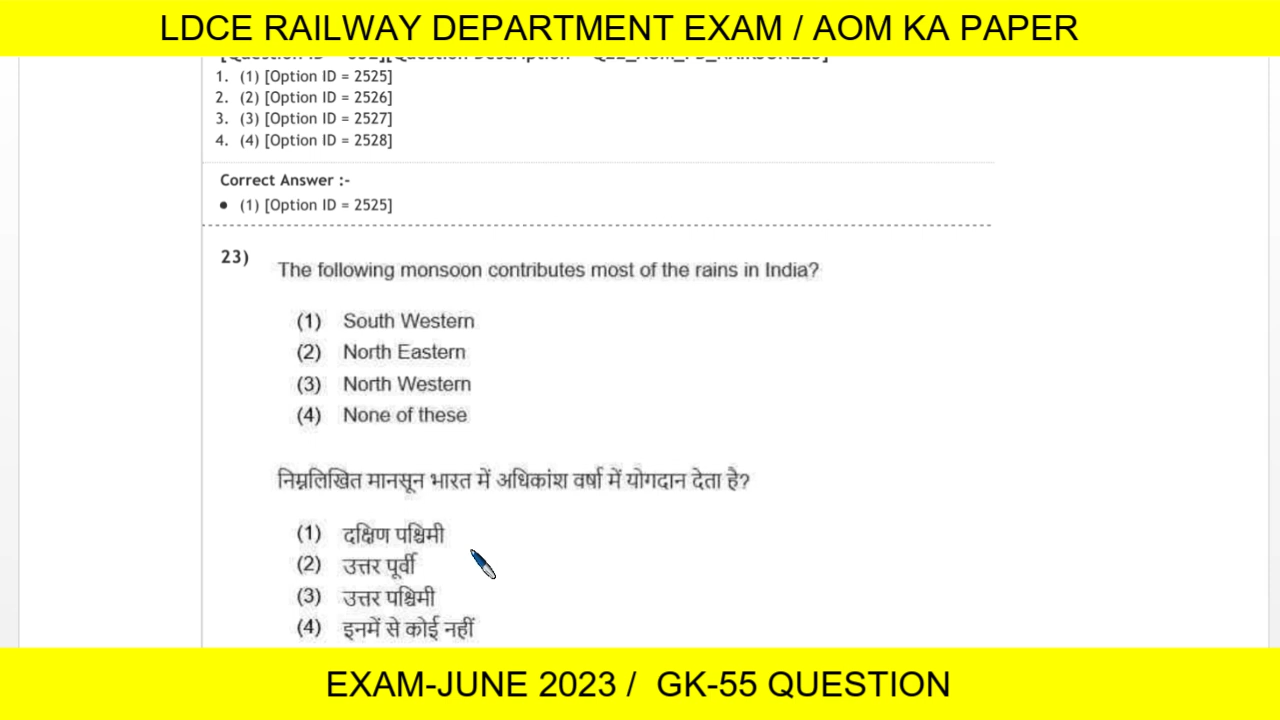 LDCE RAILWAY DEPARTMENT EXAM / AOM KA PAPER
1. (1) [Option ID = 2525]
2. (2) [Option ID = 2526]
3. (3) [Option ID = 2527]
4. (4) [Option ID = 2528]
Correct Answer :-
• (1) [Option ID = 2525]
23)
The following monsoon contributes most of the rains in India?
(1) South Western
(2) North Eastern
(3) North Western
(4) None of these
निम्नलिखित मानसून भारत में अधिकांश वर्षा में योगदान देता है?
(1) दक्षिण पश्चिमी
(2) उत्तर पूर्वी
(3) उत्तर पश्चिमी
(4) इनमें से कोई नहीं
EXAM-JUNE 2023 / GK-55 QUESTION